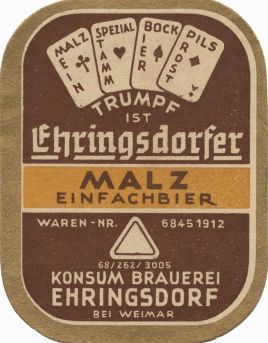 MALZ
EIN
SPEZIAL
STAMM
BOCK
BIER
PILS
PROST
TRUMPF
IST
Ehringsdorfer
MALZ
EINFACHBIER
WAREN-NR. 68451912
68/262/3005
KONSUM BRAUEREI
EHRINGSDORF
BEI WEIMAR